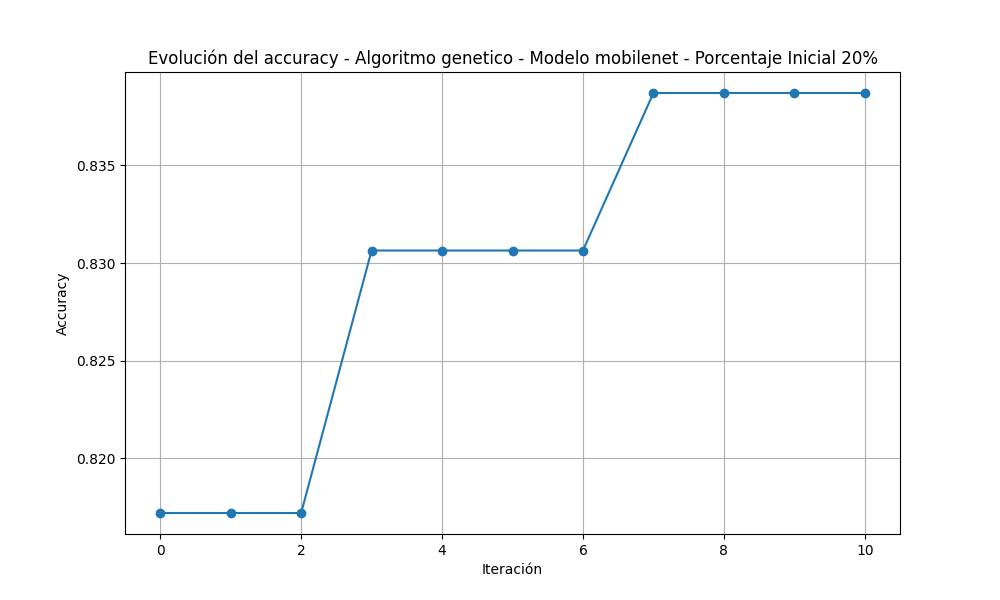 Evolución del accuracy - Algoritmo genetico - Modelo mobilenet - Porcentaje Inicial 20%
Accuracy
0.835
0.830
0.825
0.820
0 2 4 6 8 10
Iteración